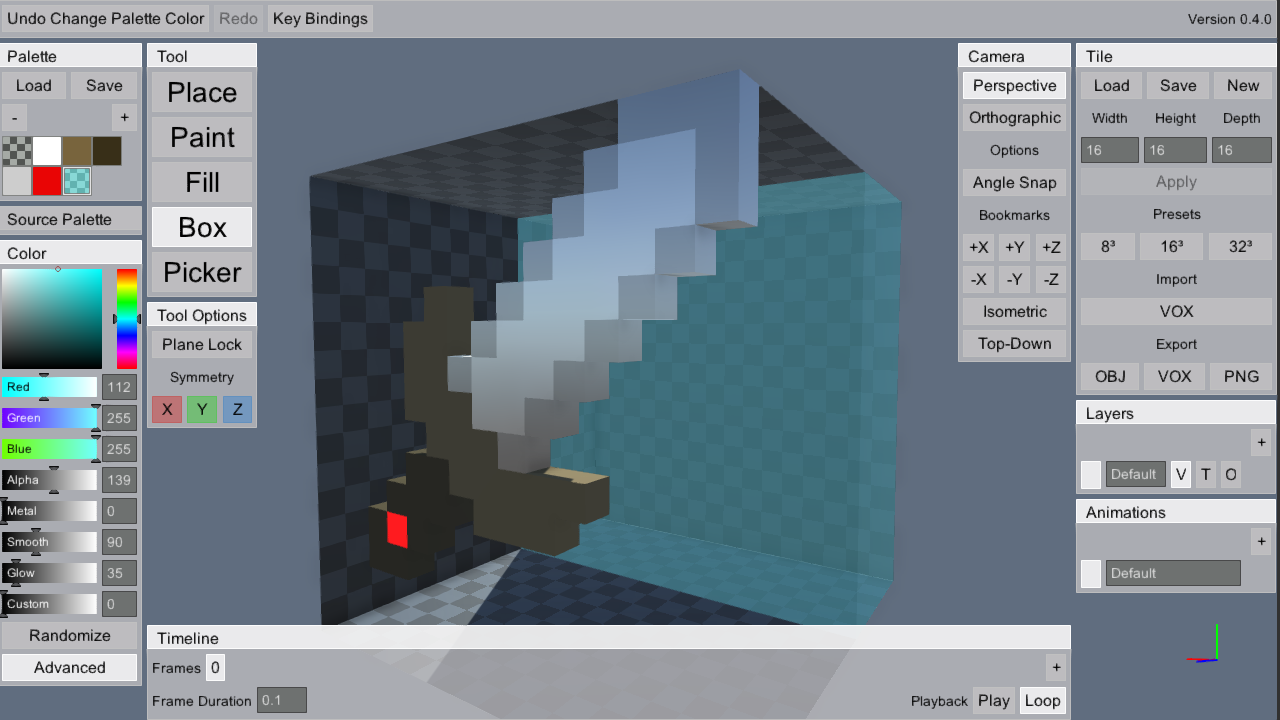 Undo Change Palette Color Redo Key Bindings Version 0.4.0
Palette
Load Save
- +
Source Palette
Color
Red 112
Green 255
Blue 255
Alpha 139
Metal 0
Smooth 90
Glow 35
Custom 0
Randomize
Advanced
Tool
Place
Paint
Fill
Box
Picker
Tool Options
Plane Lock
Symmetry
X Y Z
Camera
Perspective
Orthographic
Options
Angle Snap
Bookmarks
+X +Y +Z
-X -Y -Z
Isometric
Top-Down
Tile
Load Save New
Width Height Depth
16 16 16
Apply
Presets
8³ 16³ 32³
Import
VOX
Export
OBJ VOX PNG
Layers
+
Default V T O
Animations
+
Default
Timeline
Frames 0 +
Frame Duration 0.1 Playback Play Loop